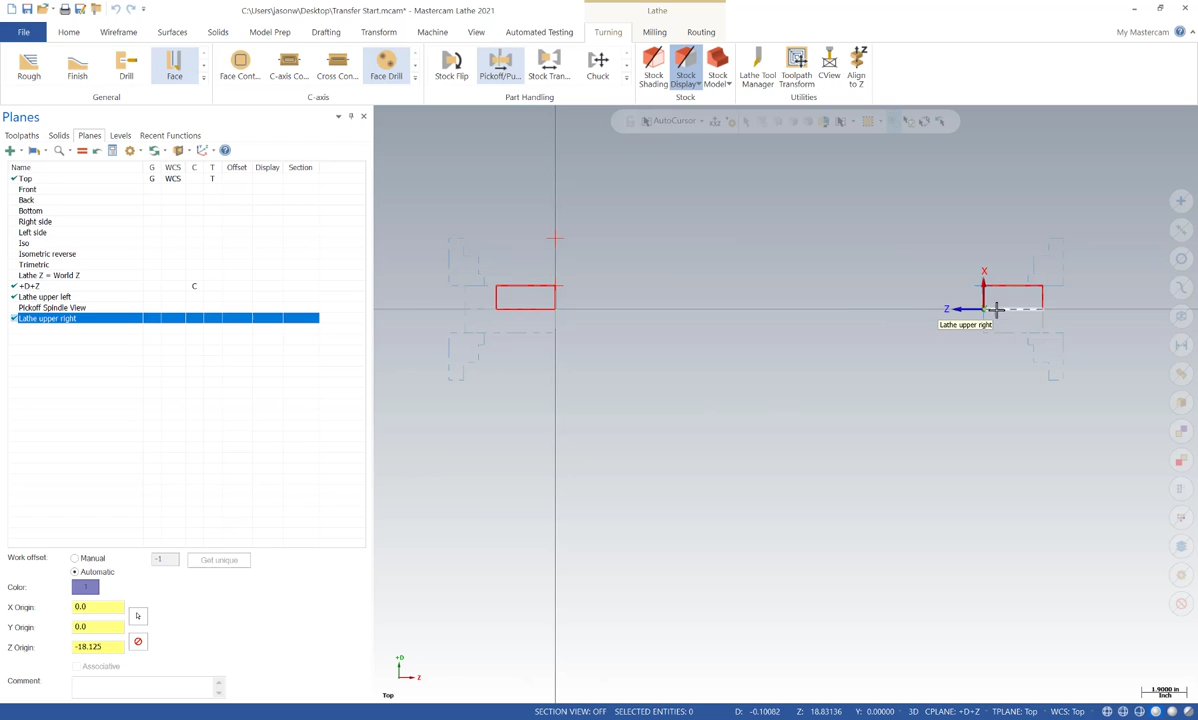 C:\Users\jasonw\Desktop\Transfer Start.mcam* - Mastercam Lathe 2021
Lathe
File
Home
Wireframe
Surfaces
Solids
Model Prep
Drafting
Transform
Machine
View
Automated Testing
Turning
Milling
Routing
My Mastercam
Rough
Finish
Drill
Face
Face Cont...
C-axis Co...
Cross Con...
Face Drill
Stock Flip
Pickoff/Pu...
Stock Tran...
Chuck
Stock Shading
Stock Display
Stock Model
Lathe Tool Manager
Toolpath Transform
CView
Align to Z
General
C-axis
Part Handling
Stock
Utilities
Planes
Toolpaths
Solids
Planes
Levels
Recent Functions
AutoCursor
Name G WCS C T Offset Display Section
Top G WCS T
Front
Back
Bottom
Right side
Left side
Iso
Isometric reverse
Trimetric
Lathe Z = World Z
+D+Z C
Lathe upper left
Pickoff Spindle View
Lathe upper right
X
Z
Lathe upper right
Work offset: Manual -1 Get unique
Automatic
Color: 1
X Origin: 0.0
Y Origin: 0.0
Z Origin: -18.125
Associative
Comment:
+D
Z
Top
1.9000 in
Inch
SECTION VIEW: OFF SELECTED ENTITIES: 0 D: -0.10082 Z: 18.83136 Y: 0.00000 3D CPLANE: +D+Z TPLANE: Top WCS: Top